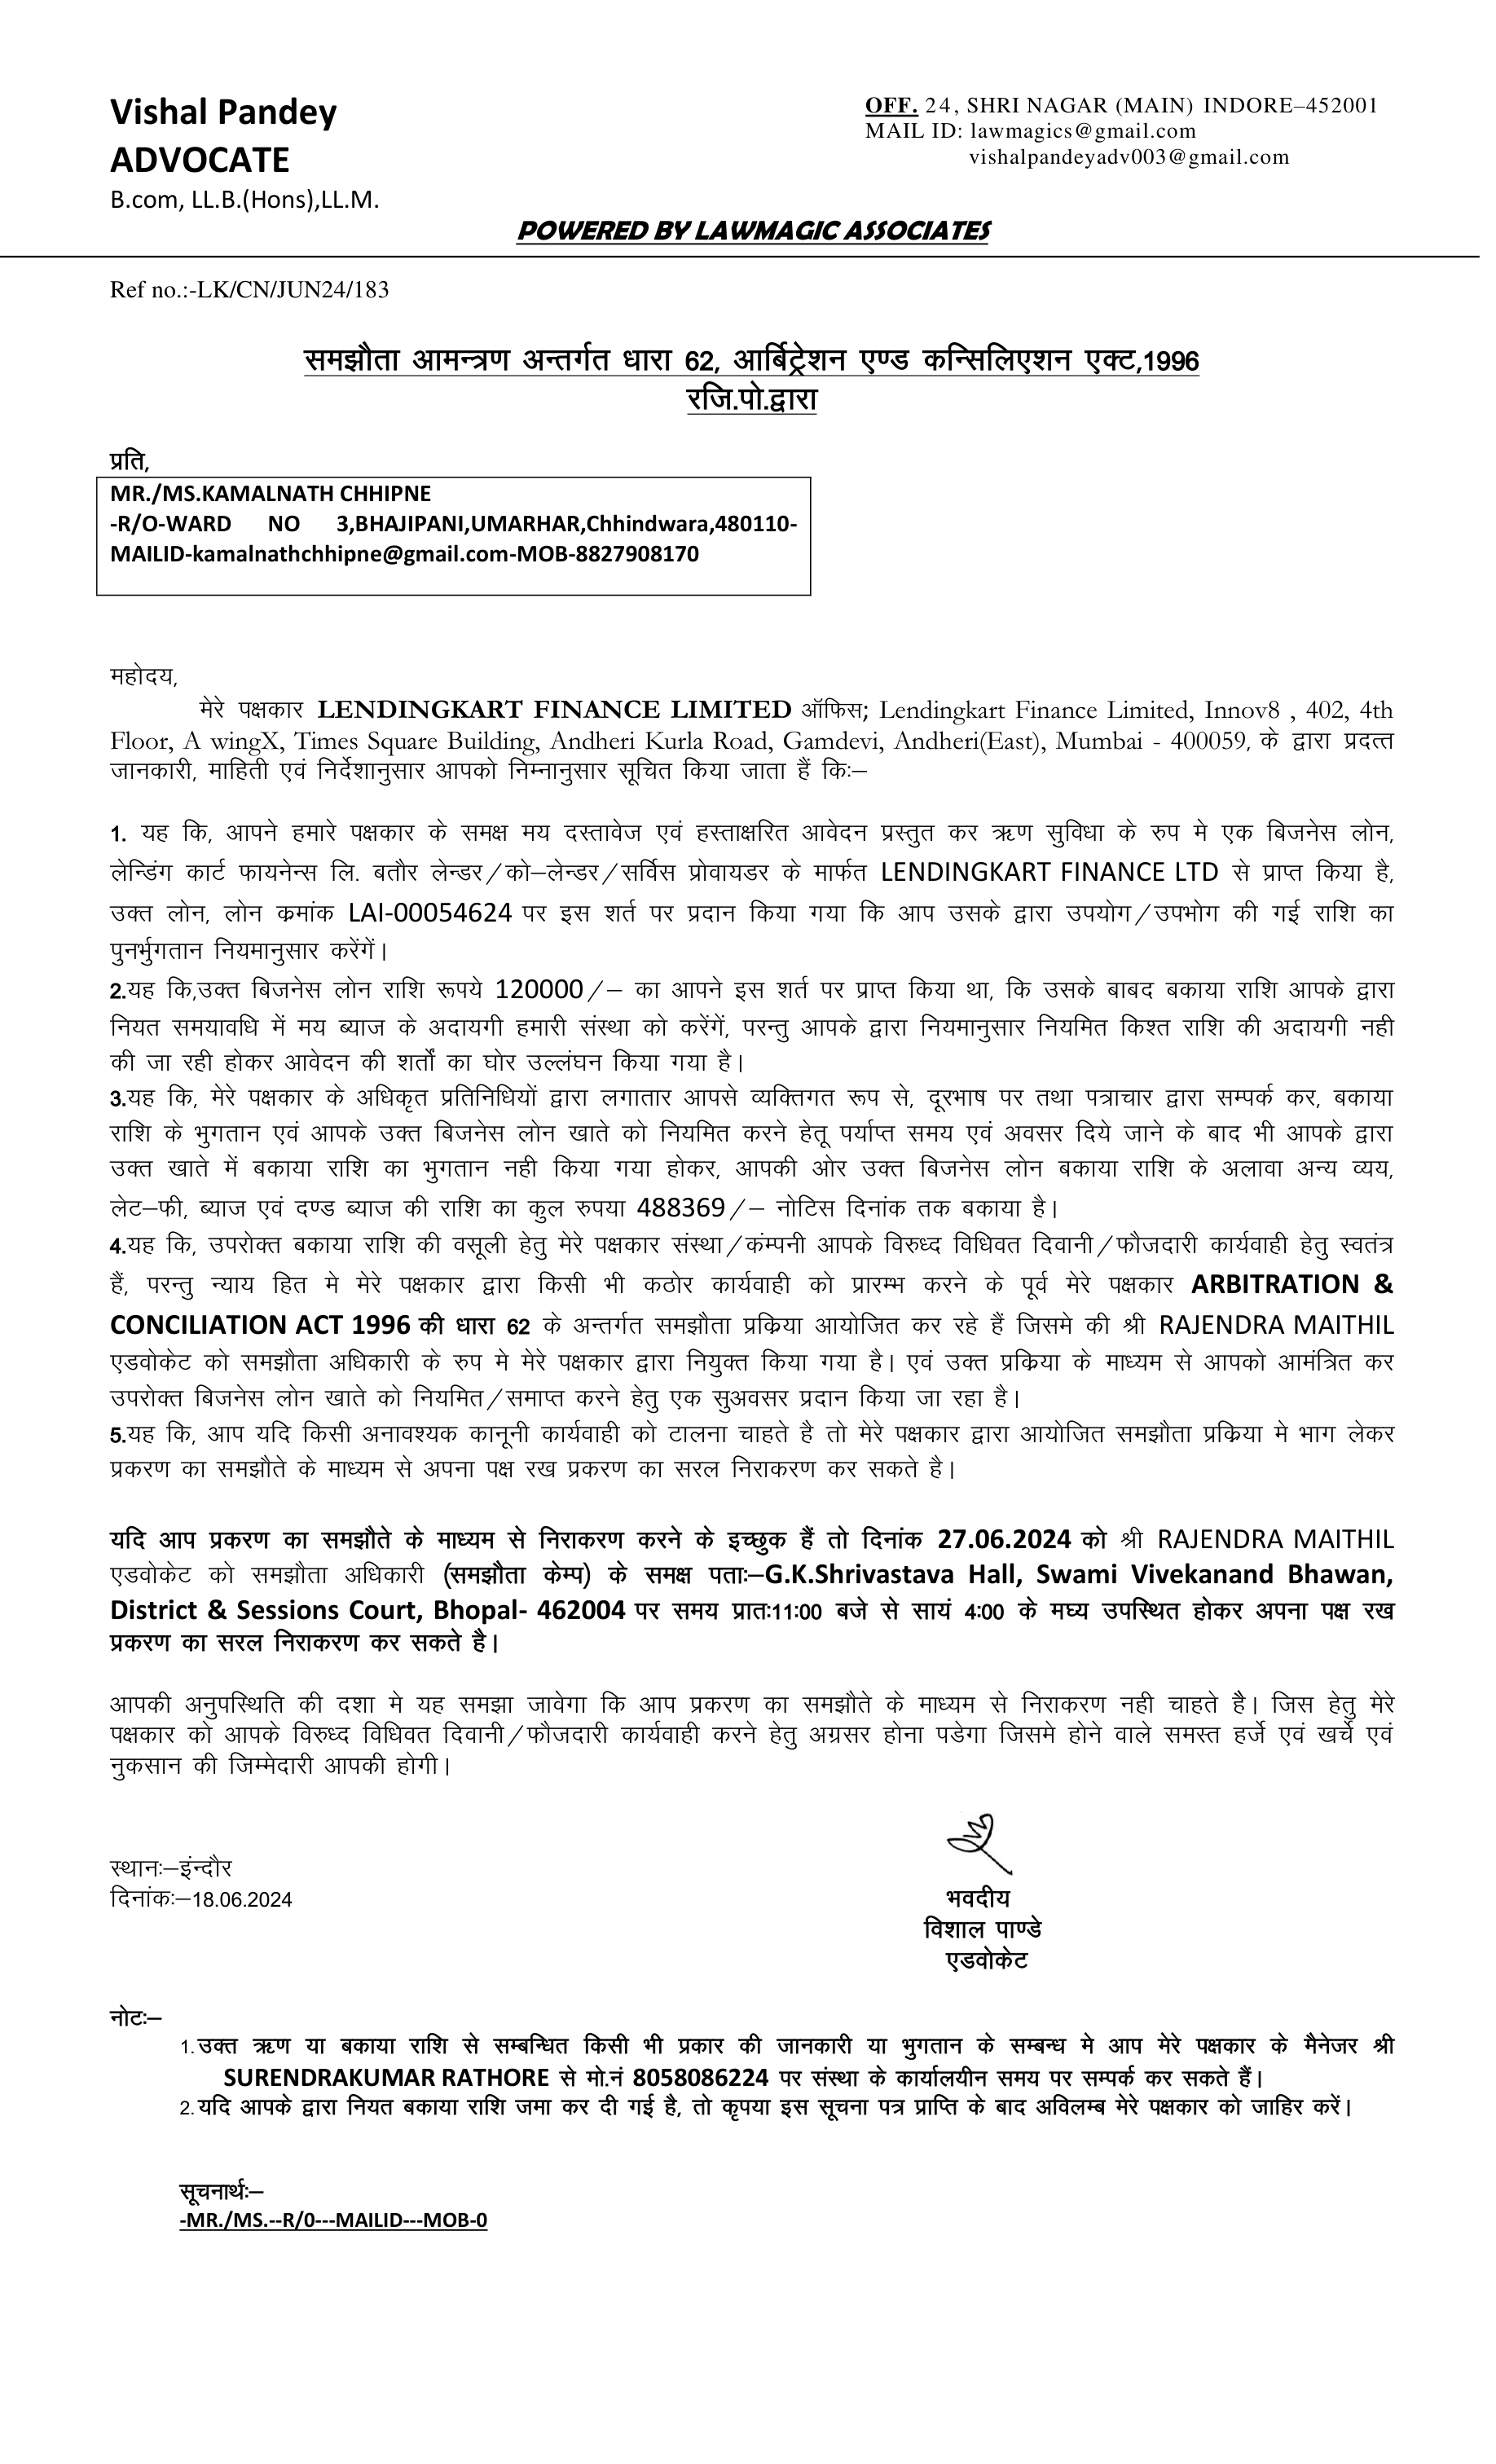 Vishal Pandey
ADVOCATE
B.com, LL.B.(Hons),LL.M.
OFF. 24, SHRI NAGAR (MAIN) INDORE–452001
MAIL ID: lawmagics@gmail.com
vishalpandeyadv003@gmail.com
POWERED BY LAWMAGIC ASSOCIATES
Ref no.:-LK/CN/JUN24/183
समझौता आमन्त्रण अन्तर्गत धारा 62, आर्बिट्रेशन एण्ड कन्सिलिएशन एक्ट,1996
रजि.पो.द्वारा
प्रति,
MR./MS.KAMALNATH CHHIPNE
-R/O-WARD NO 3,BHAJIPANI,UMARHAR,Chhindwara,480110-
MAILID-kamalnathchhipne@gmail.com-MOB-8827908170
महोदय,
मेरे पक्षकार LENDINGKART FINANCE LIMITED ऑफिस; Lendingkart Finance Limited, Innov8 , 402, 4th
Floor, A wingX, Times Square Building, Andheri Kurla Road, Gamdevi, Andheri(East), Mumbai - 400059, के द्वारा प्रदत्त
जानकारी, माहिती एवं निर्देशानुसार आपको निम्नानुसार सूचित किया जाता हैं कि:–
1. यह कि, आपने हमारे पक्षकार के समक्ष मय दस्तावेज एवं हस्ताक्षरित आवेदन प्रस्तुत कर ऋण सुविधा के रुप मे एक बिजनेस लोन,
लेन्डिंग कार्ट फायनेन्स लि. बतौर लेन्डर/को–लेन्डर/सर्विस प्रोवायडर के मार्फत LENDINGKART FINANCE LTD से प्राप्त किया है,
उक्त लोन, लोन क्रमांक LAI-00054624 पर इस शर्त पर प्रदान किया गया कि आप उसके द्वारा उपयोग/उपभोग की गई राशि का
पुनर्भुगतान नियमानुसार करेंगें।
2.यह कि,उक्त बिजनेस लोन राशि रूपये 120000/– का आपने इस शर्त पर प्राप्त किया था, कि उसके बाबद बकाया राशि आपके द्वारा
नियत समयावधि में मय ब्याज के अदायगी हमारी संस्था को करेंगें, परन्तु आपके द्वारा नियमानुसार नियमित किश्त राशि की अदायगी नही
की जा रही होकर आवेदन की शर्तों का घोर उल्लंघन किया गया है।
3.यह कि, मेरे पक्षकार के अधिकृत प्रतिनिधियों द्वारा लगातार आपसे व्यक्तिगत रूप से, दूरभाष पर तथा पत्राचार द्वारा सम्पर्क कर, बकाया
राशि के भुगतान एवं आपके उक्त बिजनेस लोन खाते को नियमित करने हेतू पर्याप्त समय एवं अवसर दिये जाने के बाद भी आपके द्वारा
उक्त खाते में बकाया राशि का भुगतान नही किया गया होकर, आपकी ओर उक्त बिजनेस लोन बकाया राशि के अलावा अन्य व्यय,
लेट–फी, ब्याज एवं दण्ड ब्याज की राशि का कुल रुपया 488369/– नोटिस दिनांक तक बकाया है।
4.यह कि, उपरोक्त बकाया राशि की वसूली हेतु मेरे पक्षकार संस्था/कंम्पनी आपके विरुध्द विधिवत दिवानी/फौजदारी कार्यवाही हेतु स्वतंत्र
हैं, परन्तु न्याय हित मे मेरे पक्षकार द्वारा किसी भी कठोर कार्यवाही को प्रारम्भ करने के पूर्व मेरे पक्षकार ARBITRATION &
CONCILIATION ACT 1996 की धारा 62 के अन्तर्गत समझौता प्रक्रिया आयोजित कर रहे हैं जिसमे की श्री RAJENDRA MAITHIL
एडवोकेट को समझौता अधिकारी के रुप मे मेरे पक्षकार द्वारा नियुक्त किया गया है। एवं उक्त प्रक्रिया के माध्यम से आपको आमंत्रित कर
उपरोक्त बिजनेस लोन खाते को नियमित/समाप्त करने हेतु एक सुअवसर प्रदान किया जा रहा है।
5.यह कि, आप यदि किसी अनावश्यक कानूनी कार्यवाही को टालना चाहते है तो मेरे पक्षकार द्वारा आयोजित समझौता प्रक्रिया मे भाग लेकर
प्रकरण का समझौते के माध्यम से अपना पक्ष रख प्रकरण का सरल निराकरण कर सकते है।
यदि आप प्रकरण का समझौते के माध्यम से निराकरण करने के इच्छुक हैं तो दिनांक 27.06.2024 को श्री RAJENDRA MAITHIL
एडवोकेट को समझौता अधिकारी (समझौता केम्प) के समक्ष पता:–G.K.Shrivastava Hall, Swami Vivekanand Bhawan,
District & Sessions Court, Bhopal- 462004 पर समय प्रात:11:00 बजे से सायं 4:00 के मघ्य उपस्थित होकर अपना पक्ष रख
प्रकरण का सरल निराकरण कर सकते है।
आपकी अनुपस्थिति की दशा मे यह समझा जावेगा कि आप प्रकरण का समझौते के माध्यम से निराकरण नही चाहते है। जिस हेतु मेरे
पक्षकार को आपके विरुध्द विधिवत दिवानी/फौजदारी कार्यवाही करने हेतु अग्रसर होना पडेगा जिसमे होने वाले समस्त हर्जे एवं खर्चे एवं
नुकसान की जिम्मेदारी आपकी होगी।
स्थान:–इंन्दौर
दिनांक:–18.06.2024
भवदीय
विशाल पाण्डे
एडवोकेट
नोट:–
1.उक्त ऋण या बकाया राशि से सम्बन्धित किसी भी प्रकार की जानकारी या भुगतान के सम्बन्ध मे आप मेरे पक्षकार के मैनेजर श्री
SURENDRAKUMAR RATHORE से मो.नं 8058086224 पर संस्था के कार्यालयीन समय पर सम्पर्क कर सकते हैं।
2.यदि आपके द्वारा नियत बकाया राशि जमा कर दी गई है, तो कृपया इस सूचना पत्र प्राप्ति के बाद अविलम्ब मेरे पक्षकार को जाहिर करें।
सूचनार्थ:–
-MR./MS.--R/0---MAILID---MOB-0